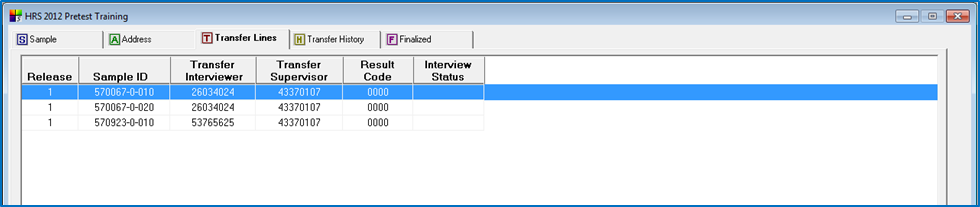 HRS 2012 Pretest Training
S Sample A Address T Transfer Lines H Transfer History F Finalized
Release Sample ID Transfer Interviewer Transfer Supervisor Result Code Interview Status
1 570067-0-010 26034024 43370107 0000
1 570067-0-020 26034024 43370107 0000
1 570923-0-010 53765625 43370107 0000